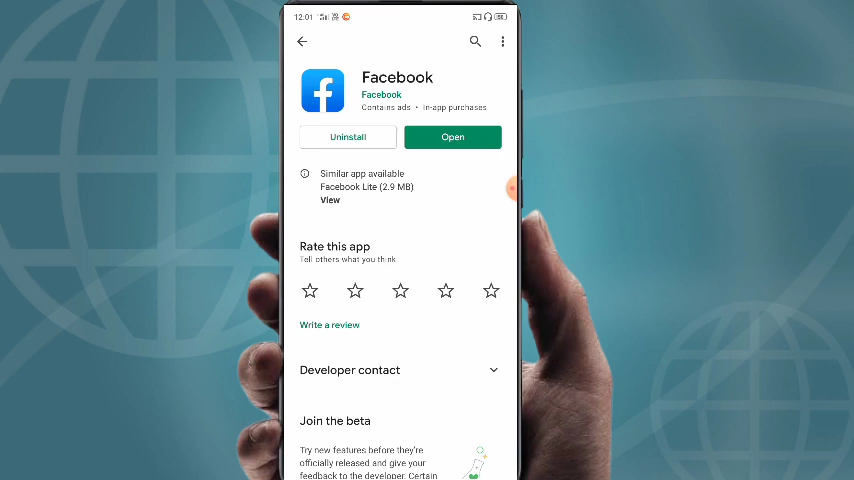 12:01
Facebook
Facebook
Contains ads • In-app purchases
Uninstall
Open
Similar app available
Facebook Lite (2.9 MB)
View
Rate this app
Tell others what you think
Write a review
Developer contact
Join the beta
Try new features before they're
officially released and give your
feedback to the developer. Certain